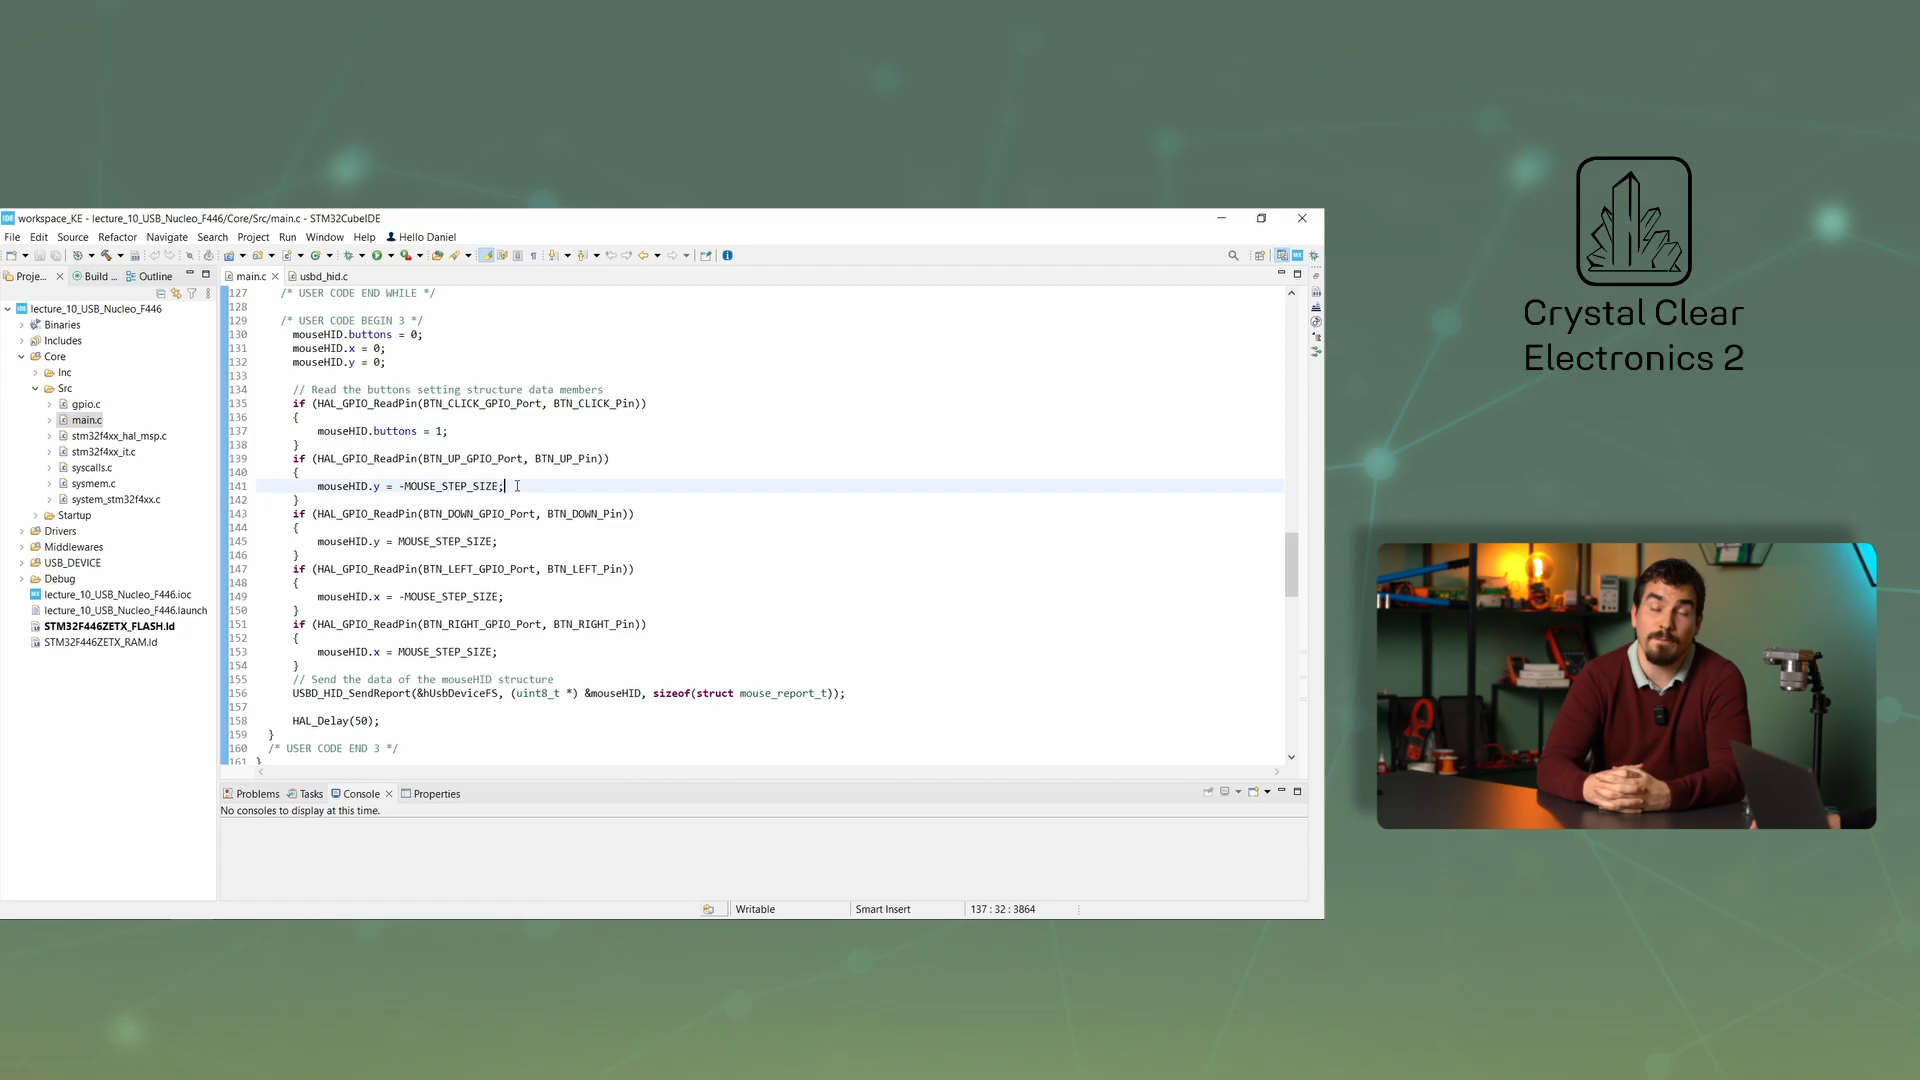 workspace_KE - lecture_10_USB_Nucleo_F446/Core/Src/main.c - STM32CubeIDE
File Edit Source Refactor Navigate Search Project Run Window Help Hello Daniel
Proje... Build ... Outline
main.c usbd_hid.c
lecture_10_USB_Nucleo_F446
Binaries
Includes
Core
Inc
Src
gpio.c
main.c
stm32f4xx_hal_msp.c
stm32f4xx_it.c
syscalls.c
sysmem.c
system_stm32f4xx.c
Startup
Drivers
Middlewares
USB_DEVICE
Debug
lecture_10_USB_Nucleo_F446.ioc
lecture_10_USB_Nucleo_F446.launch
STM32F446ZETX_FLASH.ld
STM32F446ZETX_RAM.ld
127 /* USER CODE END WHILE */
128
129 /* USER CODE BEGIN 3 */
130 mouseHID.buttons = 0;
131 mouseHID.x = 0;
132 mouseHID.y = 0;
133
134 // Read the buttons setting structure data members
135 if (HAL_GPIO_ReadPin(BTN_CLICK_GPIO_Port, BTN_CLICK_Pin))
136 {
137 mouseHID.buttons = 1;
138 }
139 if (HAL_GPIO_ReadPin(BTN_UP_GPIO_Port, BTN_UP_Pin))
140 {
141 mouseHID.y = -MOUSE_STEP_SIZE;
142 }
143 if (HAL_GPIO_ReadPin(BTN_DOWN_GPIO_Port, BTN_DOWN_Pin))
144 {
145 mouseHID.y = MOUSE_STEP_SIZE;
146 }
147 if (HAL_GPIO_ReadPin(BTN_LEFT_GPIO_Port, BTN_LEFT_Pin))
148 {
149 mouseHID.x = -MOUSE_STEP_SIZE;
150 }
151 if (HAL_GPIO_ReadPin(BTN_RIGHT_GPIO_Port, BTN_RIGHT_Pin))
152 {
153 mouseHID.x = MOUSE_STEP_SIZE;
154 }
155 // Send the data of the mouseHID structure
156 USBD_HID_SendReport(&hUsbDeviceFS, (uint8_t *) &mouseHID, sizeof(struct mouse_report_t));
157
158 HAL_Delay(50);
159 }
160 /* USER CODE END 3 */
161 }
Problems Tasks Console Properties
No consoles to display at this time.
Writable Smart Insert 137 : 32 : 3864
Crystal Clear
Electronics 2